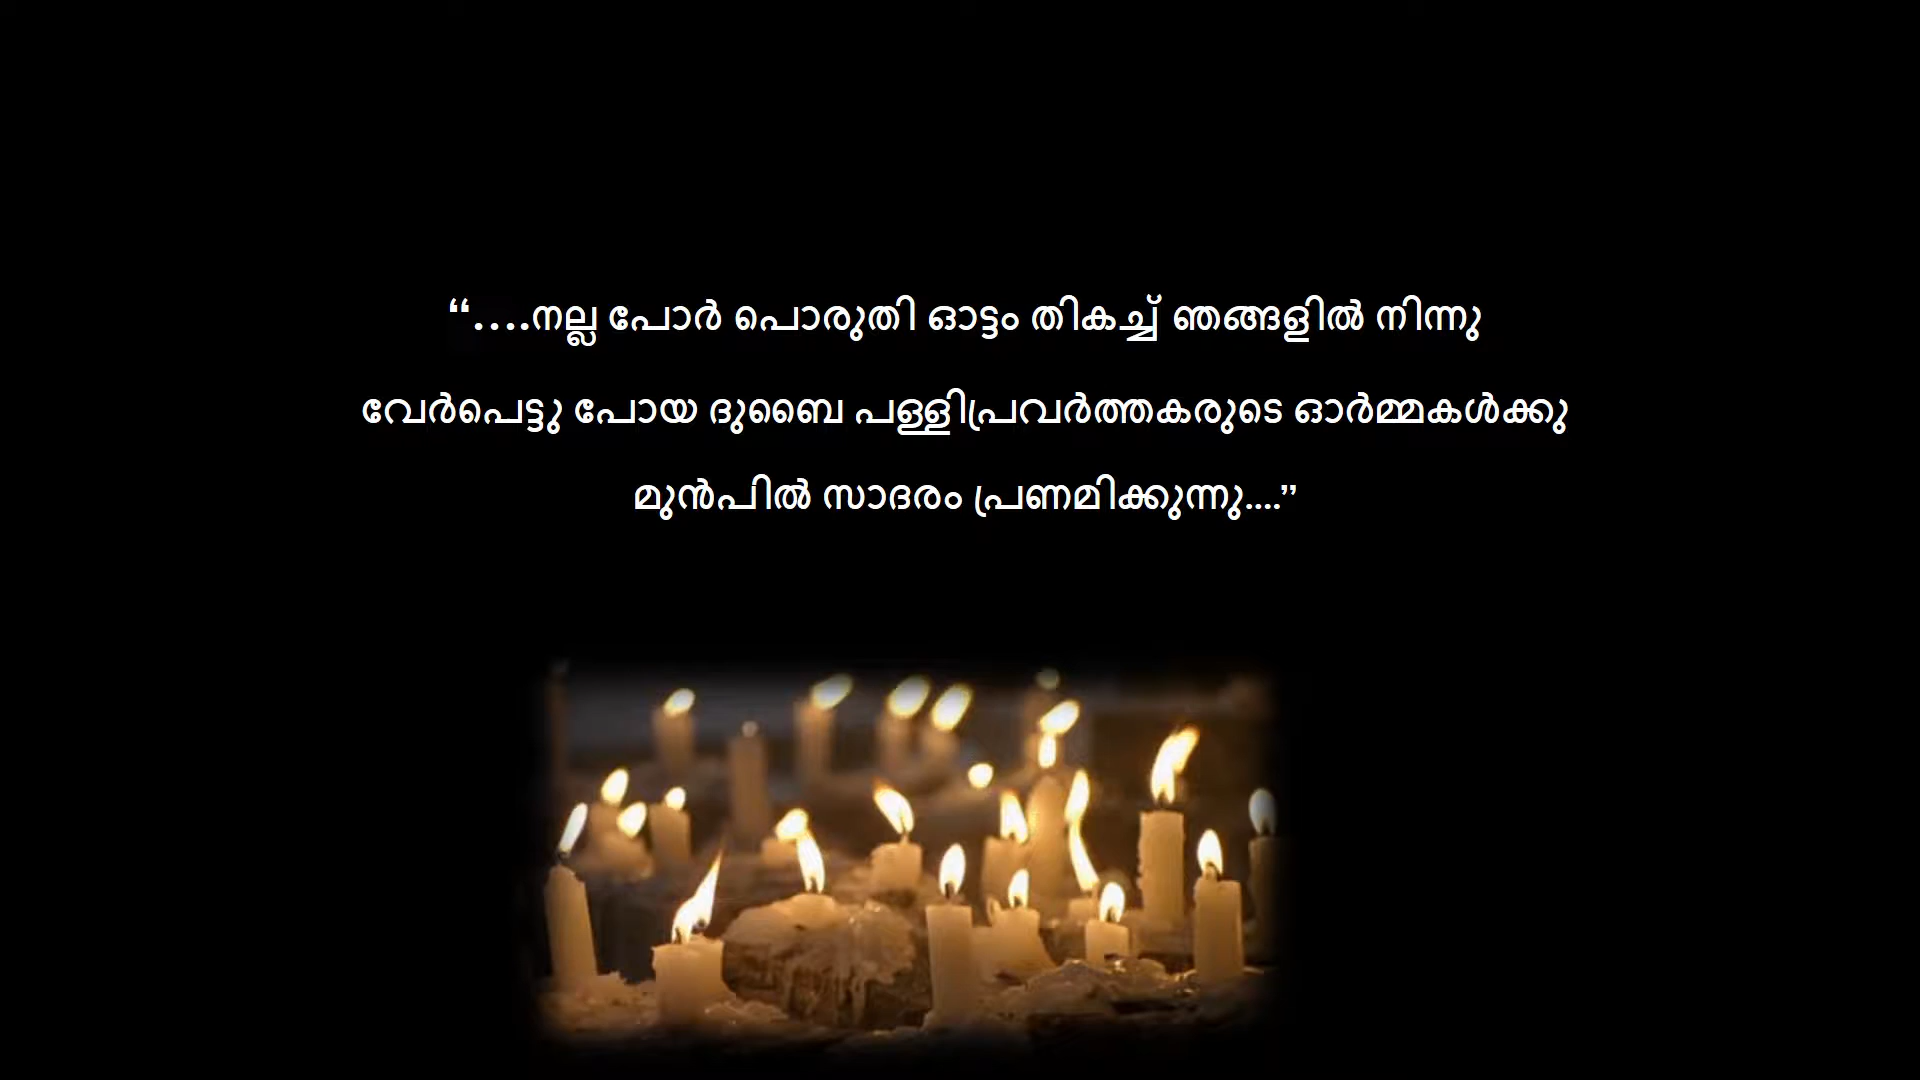 “….നല്ല പോർ പൊരുതി ഓട്ടം തികച്ച് ഞങ്ങളിൽ നിന്നു
വേർപെട്ടു പോയ ദുബൈ പള്ളിപ്രവർത്തകരുടെ ഓർമ്മകൾക്കു
മുൻപിൽ സാദരം പ്രണമിക്കുന്നു....”